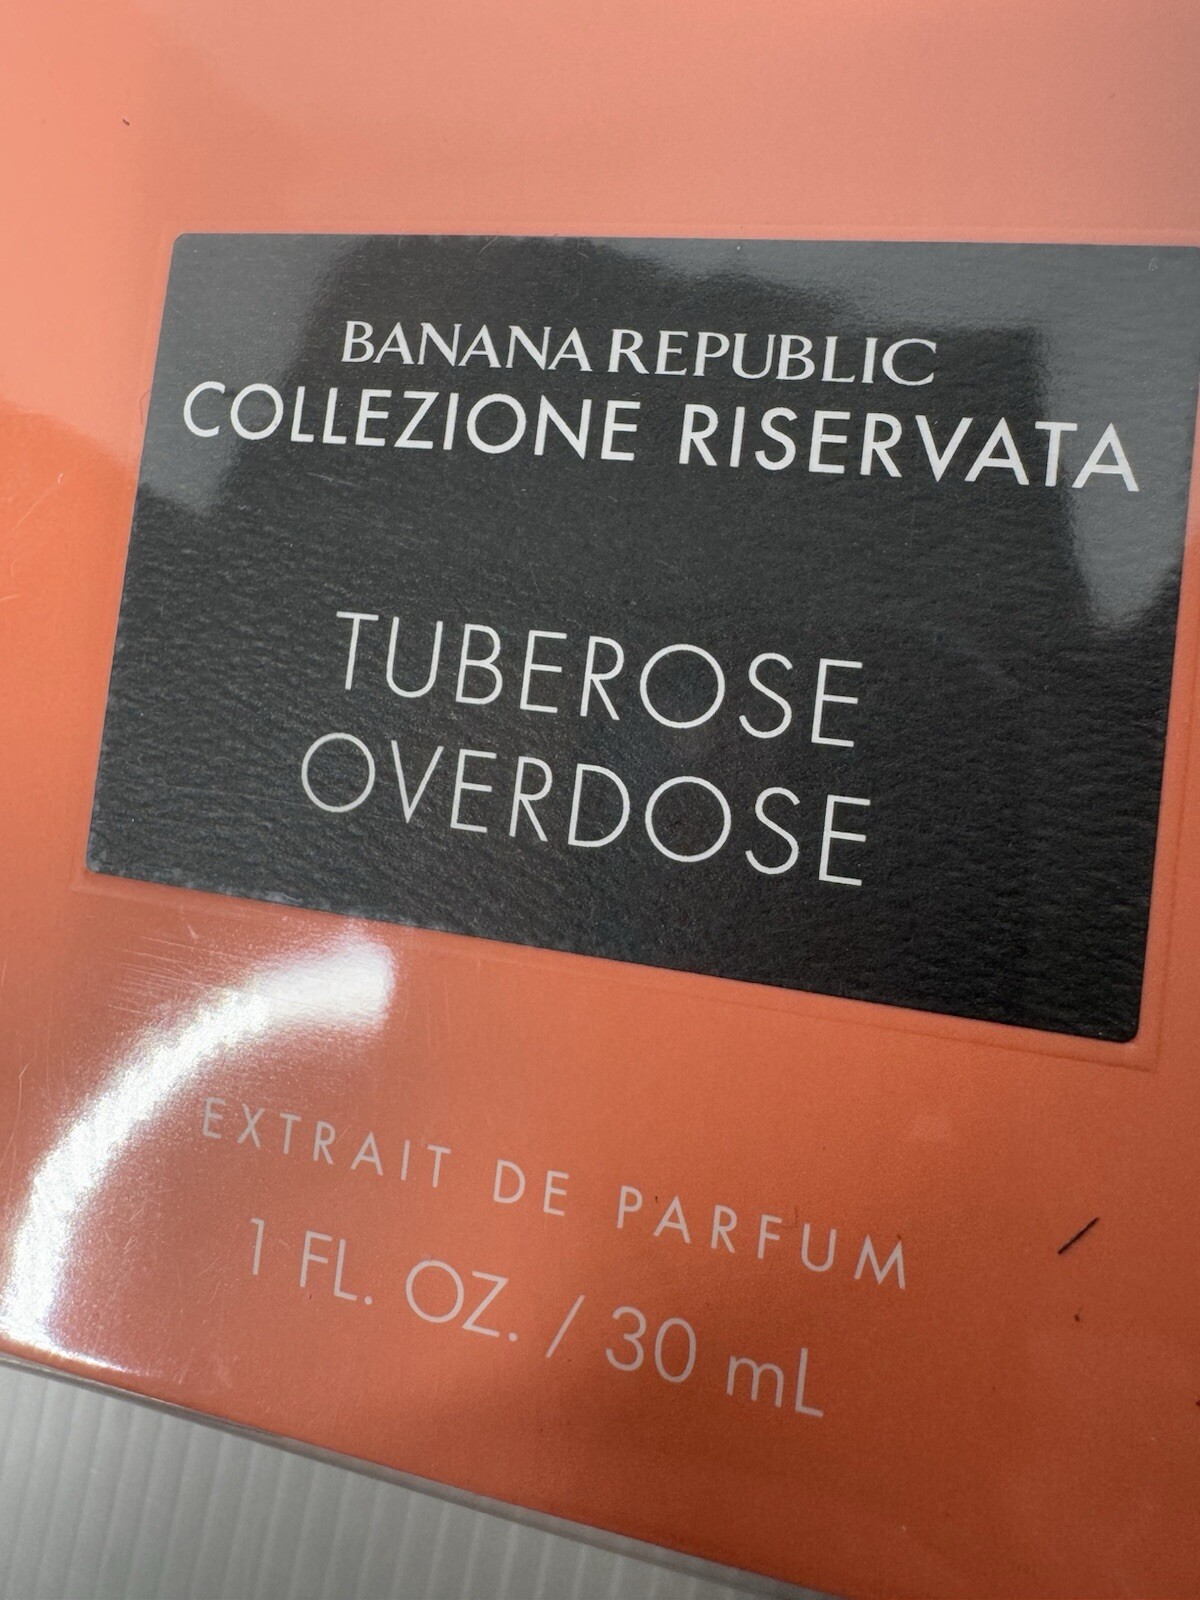 BANANA REPUBLIC
COLLEZIONE RISERVATA
TUBEROSE
OVERDOSE
EXTRAIT DE PARFUM
1 FL. OZ. / 30 mL